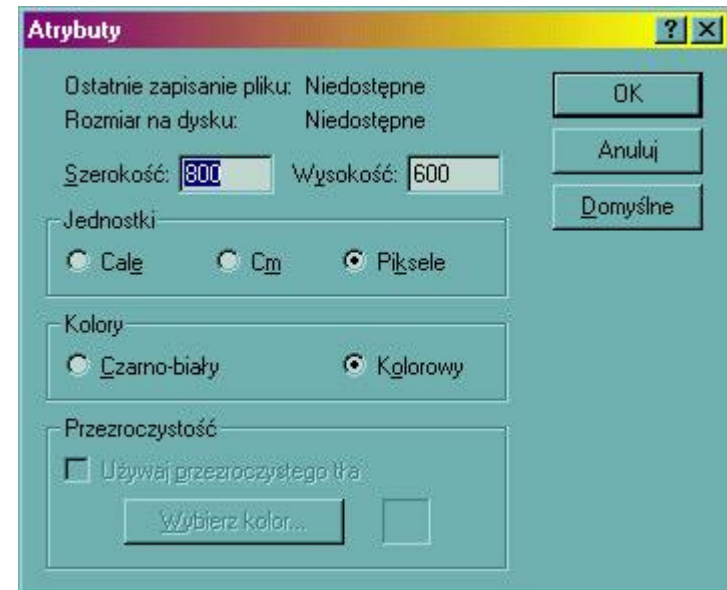 Atrybuty
Ostatnie zapisanie pliku: Niedostępne
Rozmiar na dysku: Niedostępne
Szerokość: 800 Wysokość: 600
OK
Anuluj
Domyślne
Jednostki
Cale Cm Piksele
Kolory
Czarno-biały Kolorowy
Przezroczystość
Używaj przezroczystego tła
Wybierz kolor...